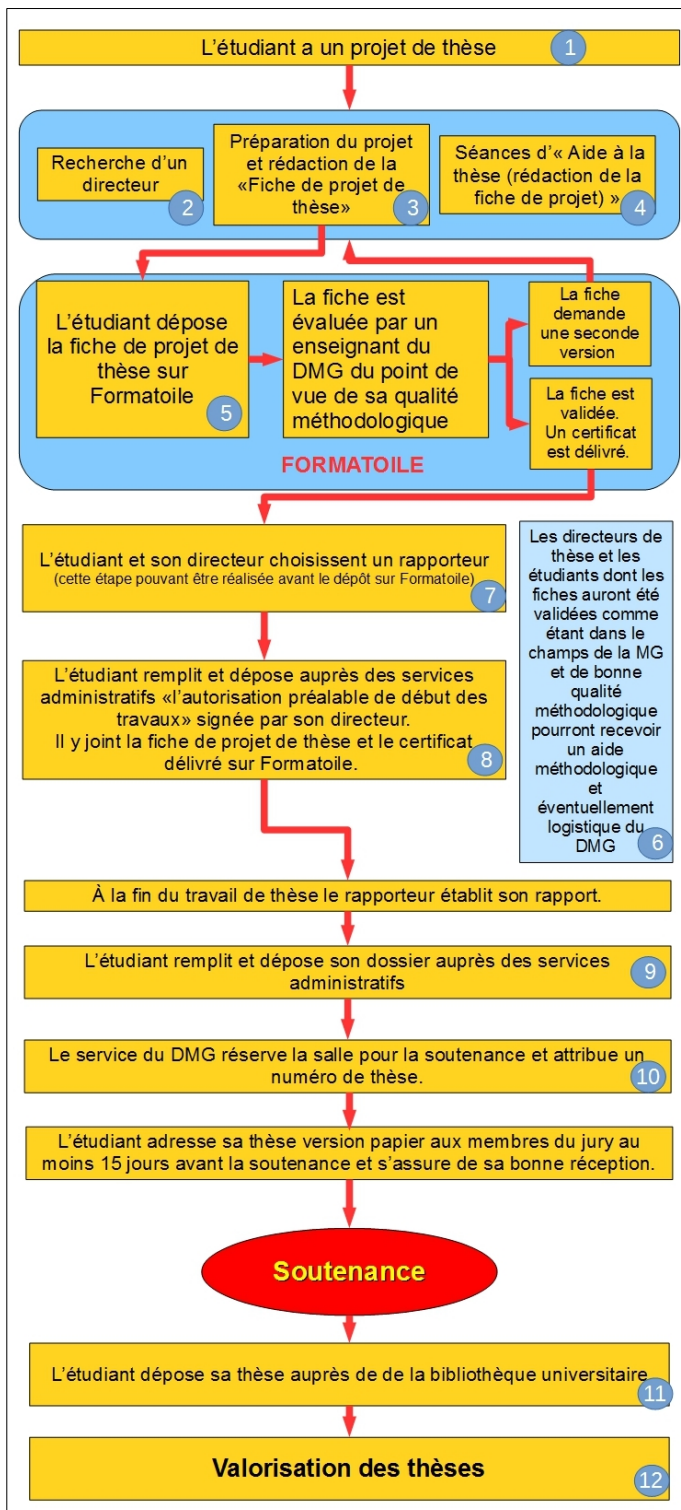 L'étudiant a un projet de thèse
1
Recherche d'un
directeur
2
Préparation du projet
et rédaction de la
«Fiche de projet de
thèse»
3
Séances d'« Aide à la
thèse (rédaction de la
fiche de projet) »
4
L'étudiant dépose
la fiche de projet de
thèse sur
Formatoile
5
La fiche est
évaluée par un
enseignant du
DMG du point de
vue de sa qualité
méthodologique
La fiche
demande
une seconde
version
La fiche est
validée.
Un certificat
est délivré.
FORMATOILE
L'étudiant et son directeur choisissent un rapporteur
(cette étape pouvant être réalisée avant le dépôt sur Formatoile)
7
Les directeurs de
thèse et les
étudiants dont les
fiches auront été
validées comme
étant dans le
champs de la MG
et de bonne
qualité
méthodologique
pourront recevoir
un aide
méthodologique
et
éventuellement
logistique du
DMG
6
L'étudiant remplit et dépose auprès des services
administratifs «l'autorisation préalable de début des
travaux» signée par son directeur.
Il y joint la fiche de projet de thèse et le certificat
délivré sur Formatoile.
8
À la fin du travail de thèse le rapporteur établit son rapport.
L'étudiant remplit et dépose son dossier auprès des services
administratifs
9
Le service du DMG réserve la salle pour la soutenance et attribue un
numéro de thèse.
10
L'étudiant adresse sa thèse version papier aux membres du jury au
moins 15 jours avant la soutenance et s'assure de sa bonne réception.
Soutenance
L'étudiant dépose sa thèse auprès de de la bibliothèque universitaire
11
Valorisation des thèses
12